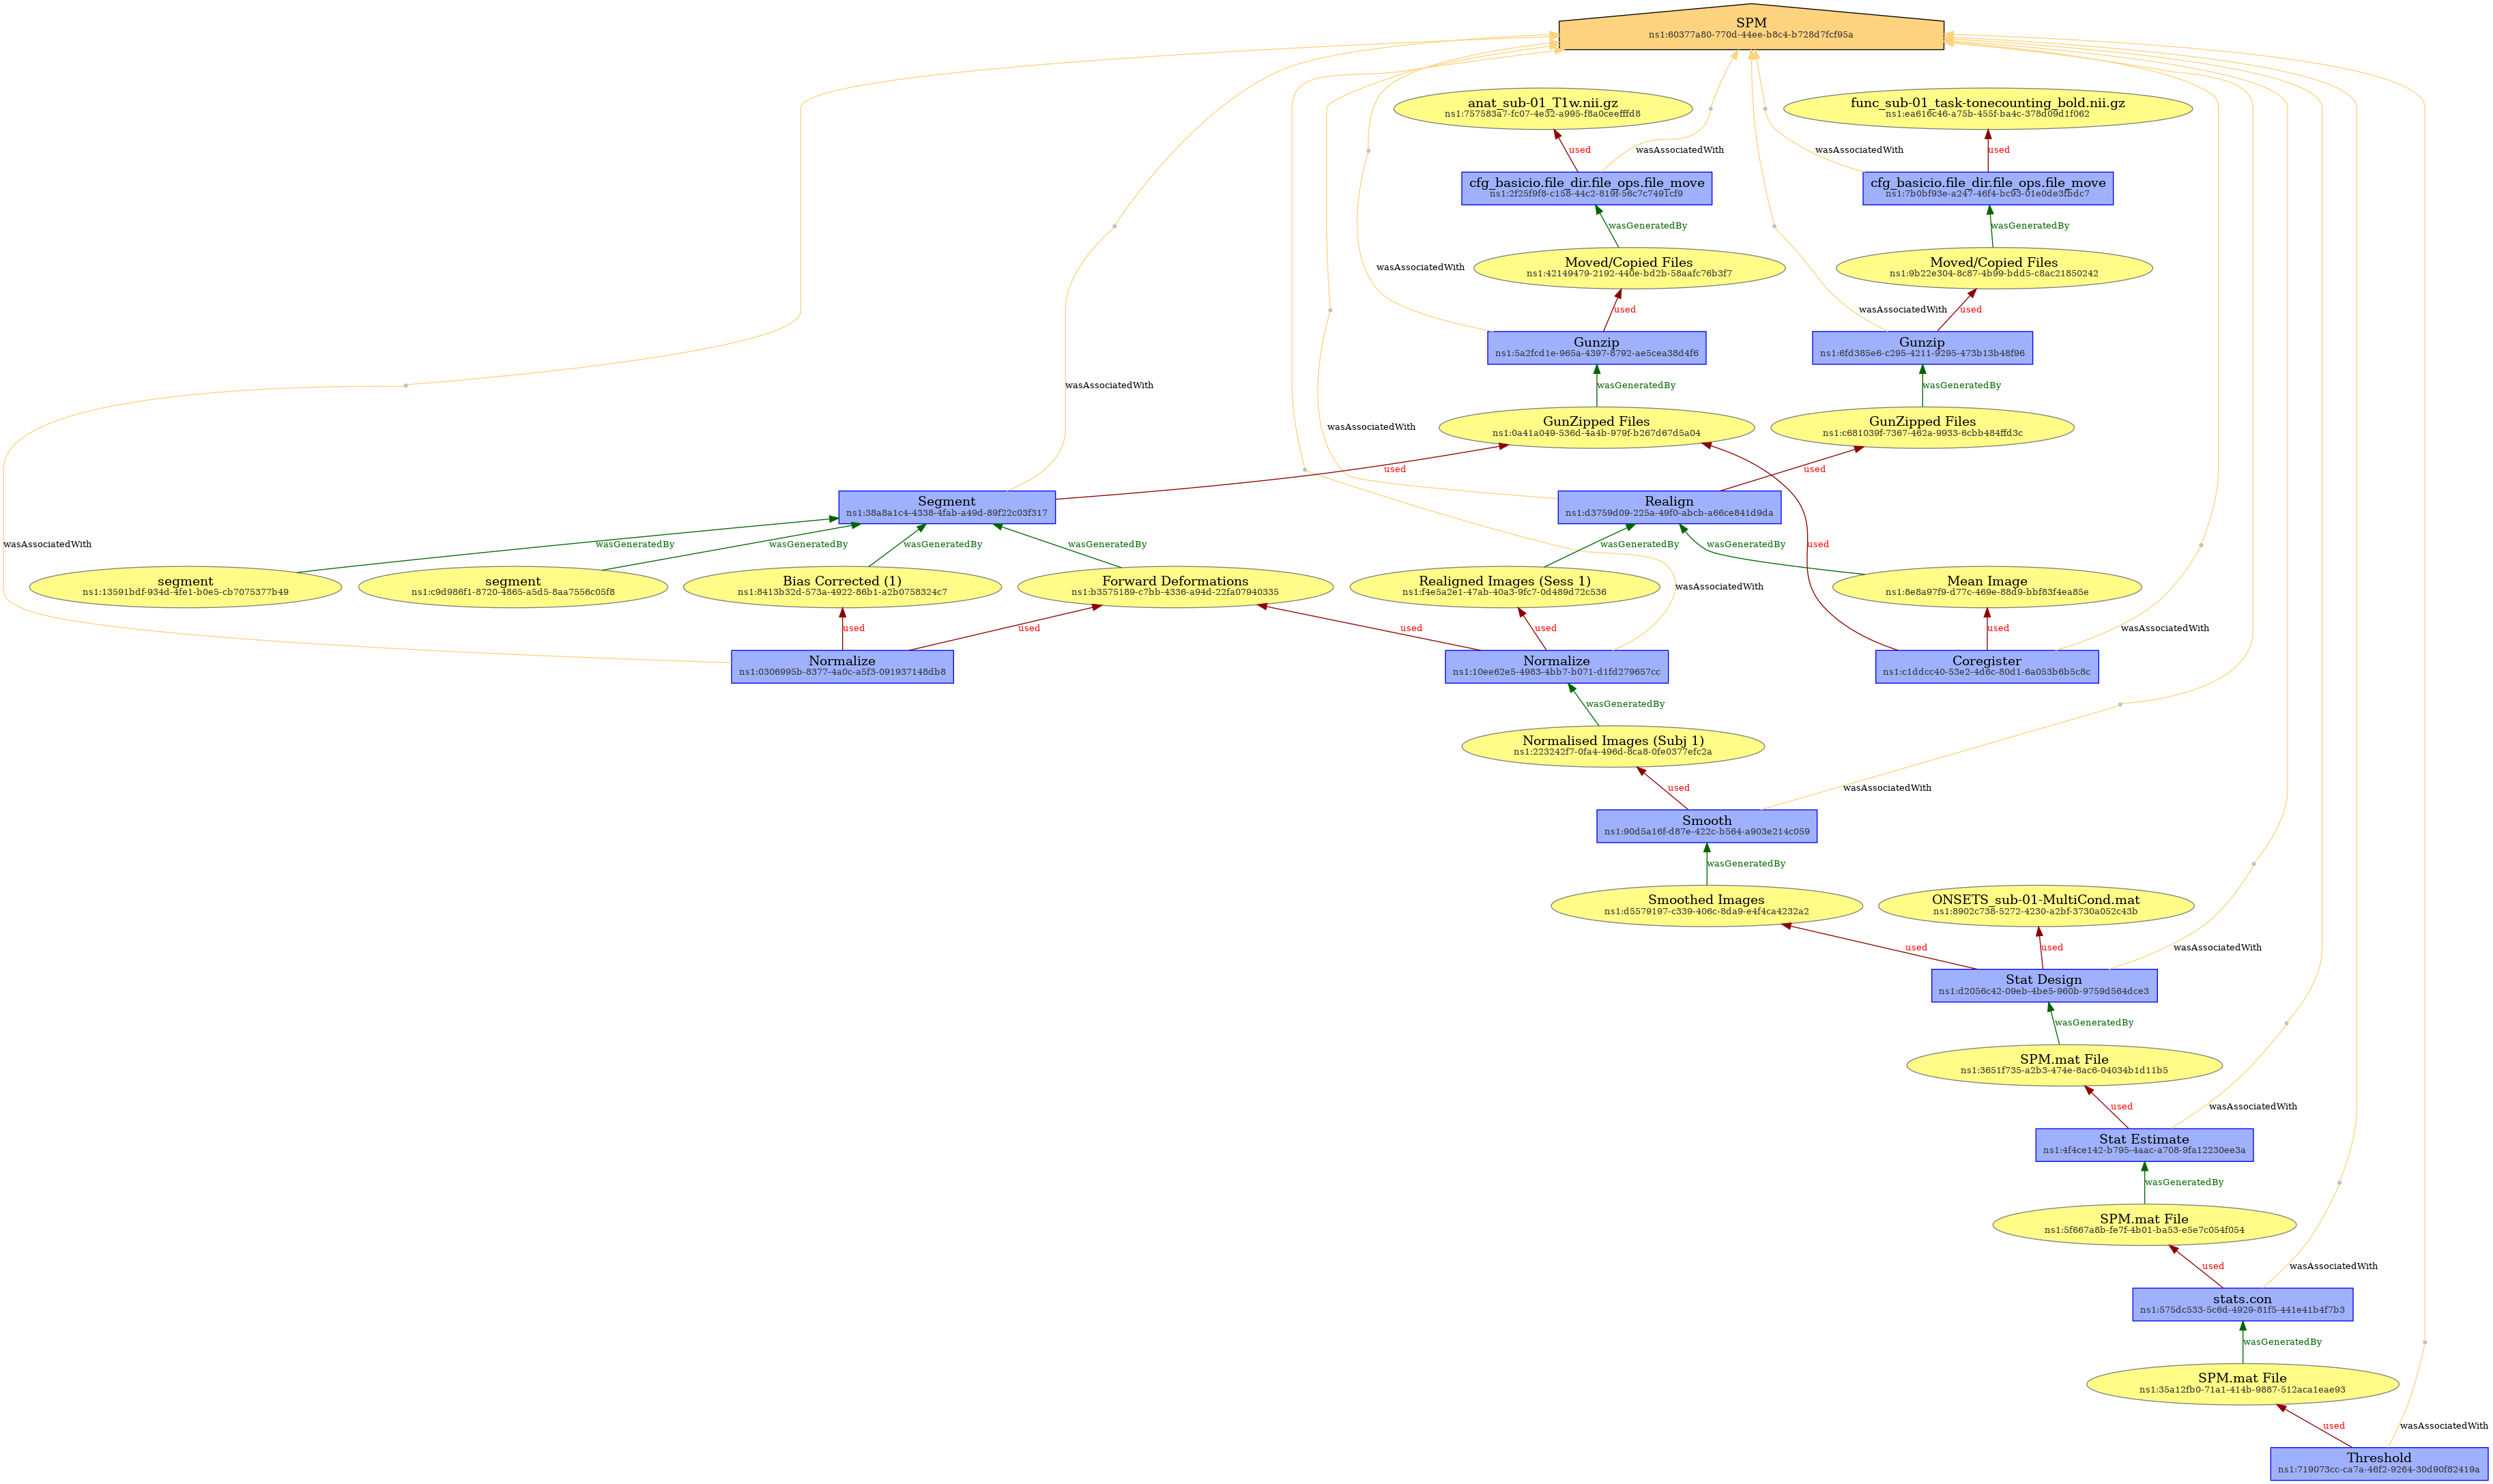 SPM
ns1:60377a80-770d-44ee-b8c4-b728d7fcf95a
anat_sub-01_T1w.nii.gz
ns1:757583a7-fc07-4e32-a995-f8a0ceefffd8
func_sub-01_task-tonecounting_bold.nii.gz
ns1:ea616c46-a75b-455f-ba4c-378d09d1f062
used
wasAssociatedWith
wasAssociatedWith
used
cfg_basicio.file_dir.file_ops.file_move
ns1:2f25f9f8-c158-44c2-819f-56c7c7491cf9
cfg_basicio.file_dir.file_ops.file_move
ns1:7b0bf93e-a247-46f4-bc93-01e0de3fbdc7
wasGeneratedBy
wasGeneratedBy
Moved/Copied Files
ns1:42149479-2192-440e-bd2b-58aafc76b3f7
Moved/Copied Files
ns1:9b22e304-8c87-4b99-bdd5-c8ac21850242
wasAssociatedWith
used
wasAssociatedWith
used
Gunzip
ns1:5a2fcd1e-965a-4397-8792-ae5cea38d4f6
Gunzip
ns1:6fd385e6-c295-4211-9295-473b13b48f96
wasAssociatedWith
wasGeneratedBy
wasGeneratedBy
GunZipped Files
ns1:0a41a049-536d-4a4b-979f-b267d67d5a04
GunZipped Files
ns1:c681039f-7367-462a-9933-6cbb484ffd3c
wasAssociatedWith
used
used
Segment
ns1:38a8a1c4-4338-4fab-a49d-89f22c03f317
Realign
ns1:d3759d09-225a-49f0-abcb-a66ce841d9da
wasAssociatedWith
wasGeneratedBy
wasGeneratedBy
wasGeneratedBy
wasGeneratedBy
wasGeneratedBy
wasGeneratedBy
used
segment
ns1:13591bdf-934d-4fe1-b0e5-cb7075377b49
segment
ns1:c9d986f1-8720-4865-a5d5-8aa7556c05f8
Bias Corrected (1)
ns1:8413b32d-573a-4922-86b1-a2b0758324c7
Forward Deformations
ns1:b3575189-c7bb-4336-a94d-22fa07940335
Realigned Images (Sess 1)
ns1:f4e5a2e1-47ab-40a3-9fc7-0d489d72c536
wasAssociatedWith
Mean Image
ns1:8e8a97f9-d77c-469e-88d9-bbf83f4ea85e
used
used
used
used
used
wasAssociatedWith
Normalize
ns1:0306995b-8377-4a0c-a5f3-091937148db8
Normalize
ns1:10ee62e5-4983-4bb7-b071-d1fd279657cc
Coregister
ns1:c1ddcc40-53e2-4d6c-80d1-6a053b6b5c8c
wasGeneratedBy
Normalised Images (Subj 1)
ns1:223242f7-0fa4-496d-8ca8-0fe0377efc2a
used
wasAssociatedWith
Smooth
ns1:90d5a16f-d87e-422c-b564-a903e214c059
wasGeneratedBy
Smoothed Images
ns1:d5579197-c339-406c-8da9-e4f4ca4232a2
ONSETS_sub-01-MultiCond.mat
ns1:8902c738-5272-4230-a2bf-3730a052c43b
used
used
wasAssociatedWith
Stat Design
ns1:d2056c42-09eb-4be5-960b-9759d564dce3
wasGeneratedBy
SPM.mat File
ns1:3651f735-a2b3-474e-8ac6-04034b1d11b5
used
wasAssociatedWith
Stat Estimate
ns1:4f4ce142-b795-4aac-a708-9fa12230ee3a
wasGeneratedBy
SPM.mat File
ns1:5f667a8b-fe7f-4b01-ba53-e5e7c054f054
used
wasAssociatedWith
stats.con
ns1:575dc533-5c6d-4929-81f5-441e41b4f7b3
wasGeneratedBy
SPM.mat File
ns1:35a12fb0-71a1-414b-9887-512aca1eae93
used
wasAssociatedWith
Threshold
ns1:719073cc-ca7a-46f2-9264-30d90f82419a